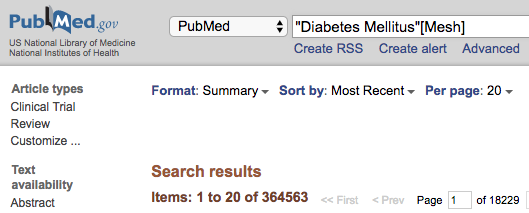 PubMed.gov
US National Library of Medicine
National Institutes of Health
PubMed
"Diabetes Mellitus"[Mesh]
Create RSS Create alert Advanced
Article types
Clinical Trial
Review
Customize ...
Text
availability
Abstract
Format: Summary Sort by: Most Recent Per page: 20
Search results
Items: 1 to 20 of 364563 << First < Prev Page 1 of 18229